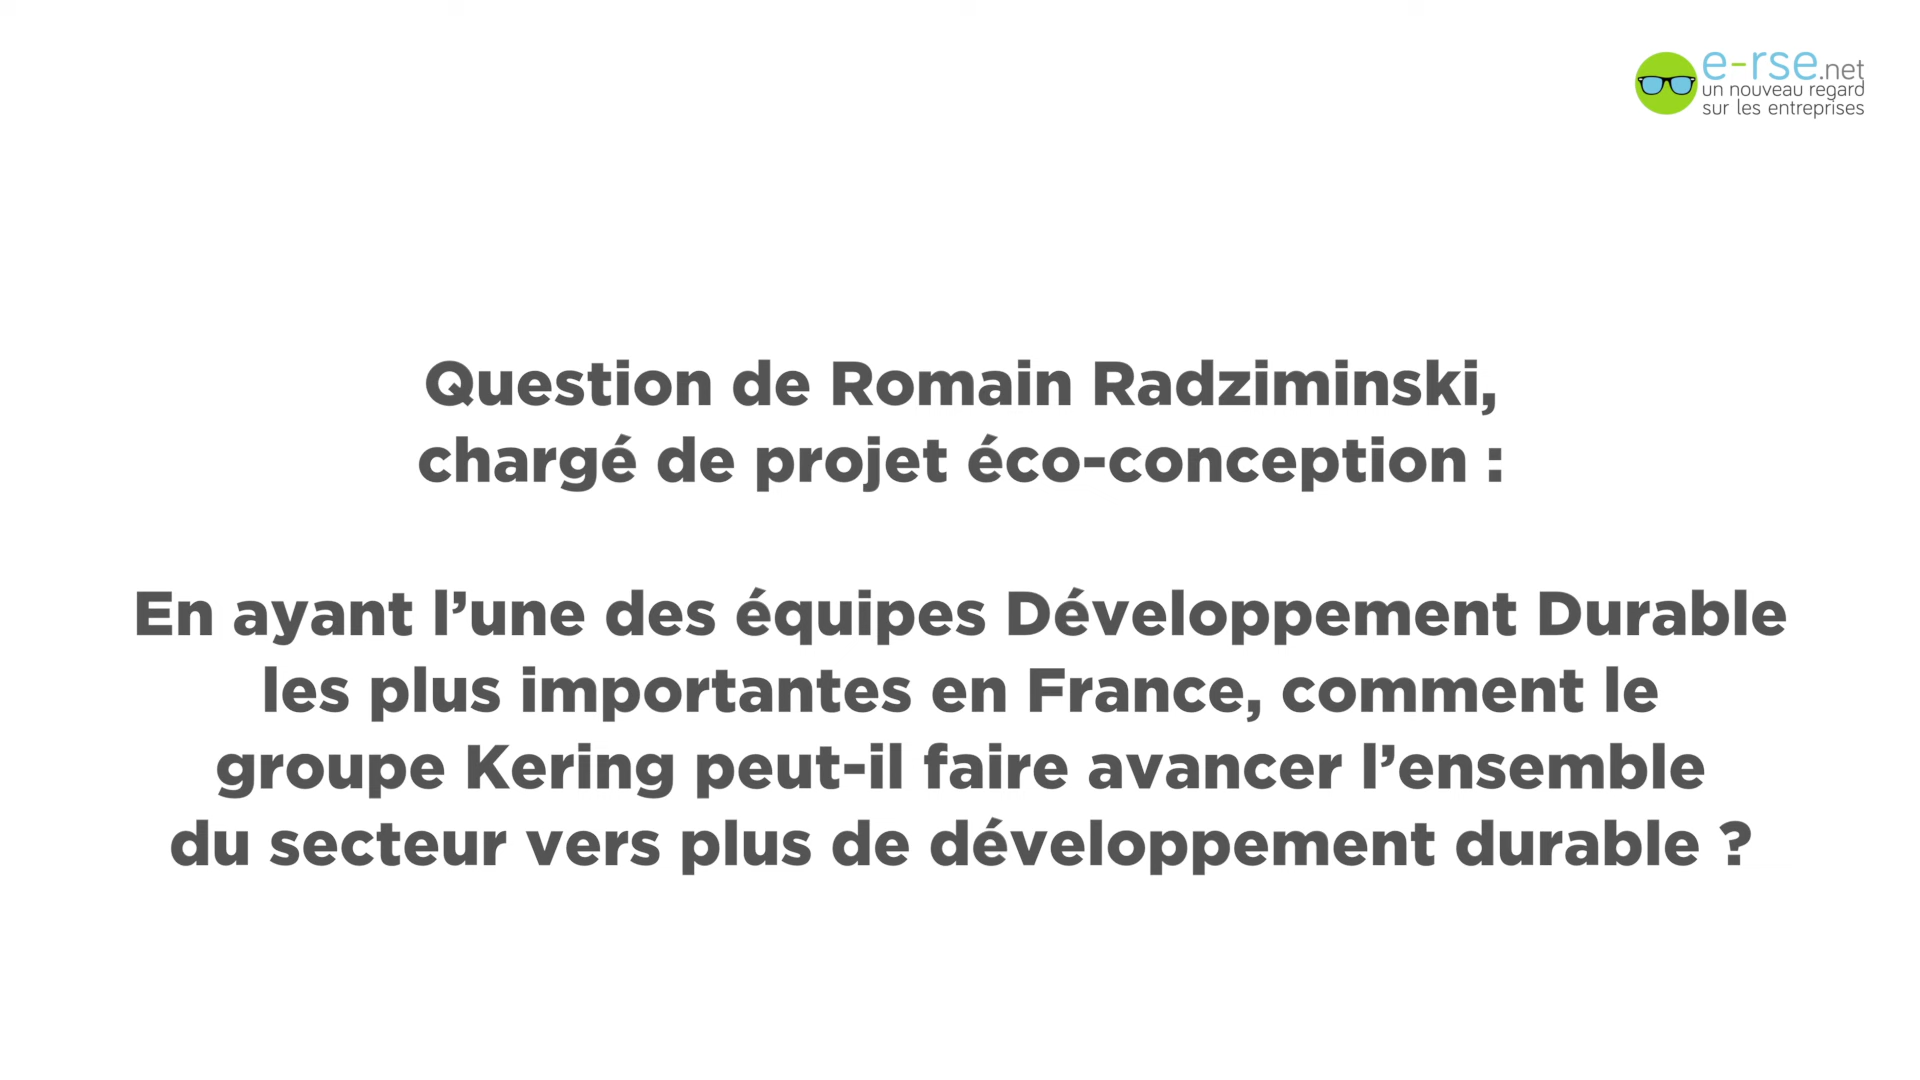 e-rse.net
un nouveau regard
sur les entreprises
Question de Romain Radziminski,
chargé de projet éco-conception :
En ayant l’une des équipes Développement Durable
les plus importantes en France, comment le
groupe Kering peut-il faire avancer l’ensemble
du secteur vers plus de développement durable ?